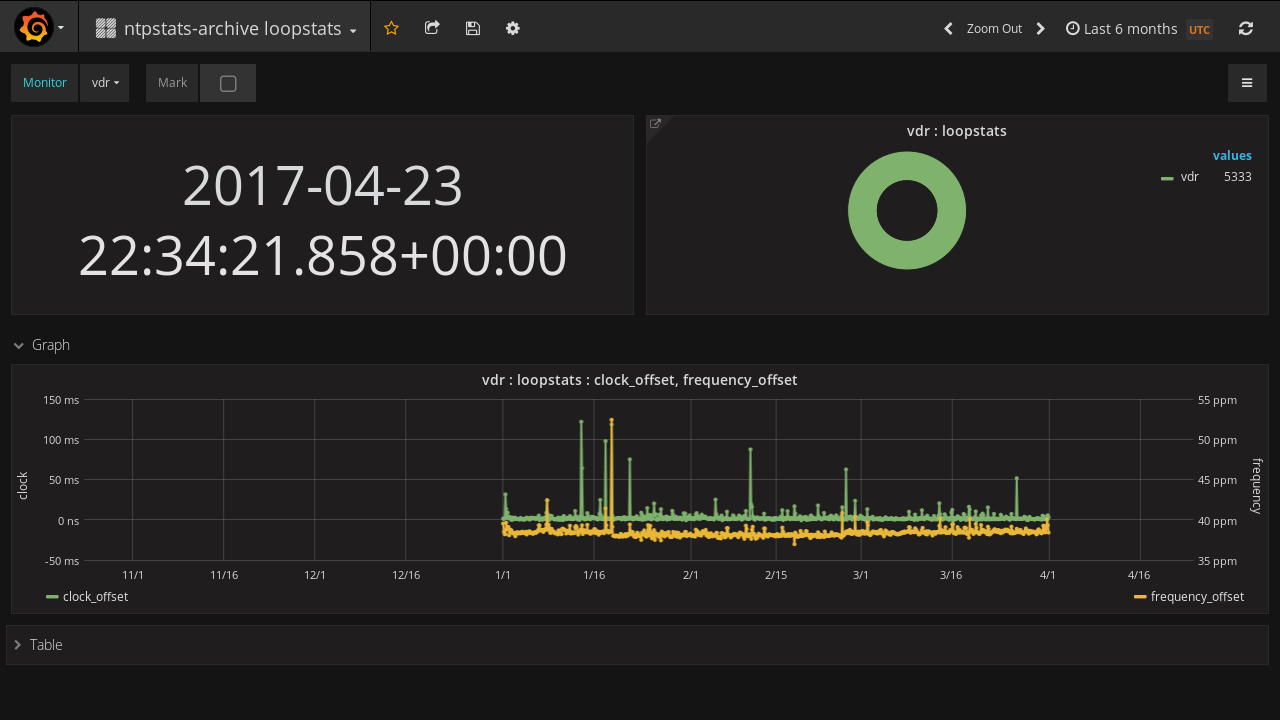 ntpstats-archive loopstats
Zoom Out
Last 6 months UTC
Monitor vdr Mark
2017-04-23
22:34:21.858+00:00
vdr : loopstats
values
vdr 5333
Graph
vdr : loopstats : clock_offset, frequency_offset
150 ms
100 ms
50 ms
0 ns
-50 ms
clock
55 ppm
50 ppm
45 ppm
40 ppm
35 ppm
frequency
11/1 11/16 12/1 12/16 1/1 1/16 2/1 2/15 3/1 3/16 4/1 4/16
clock_offset frequency_offset
Table